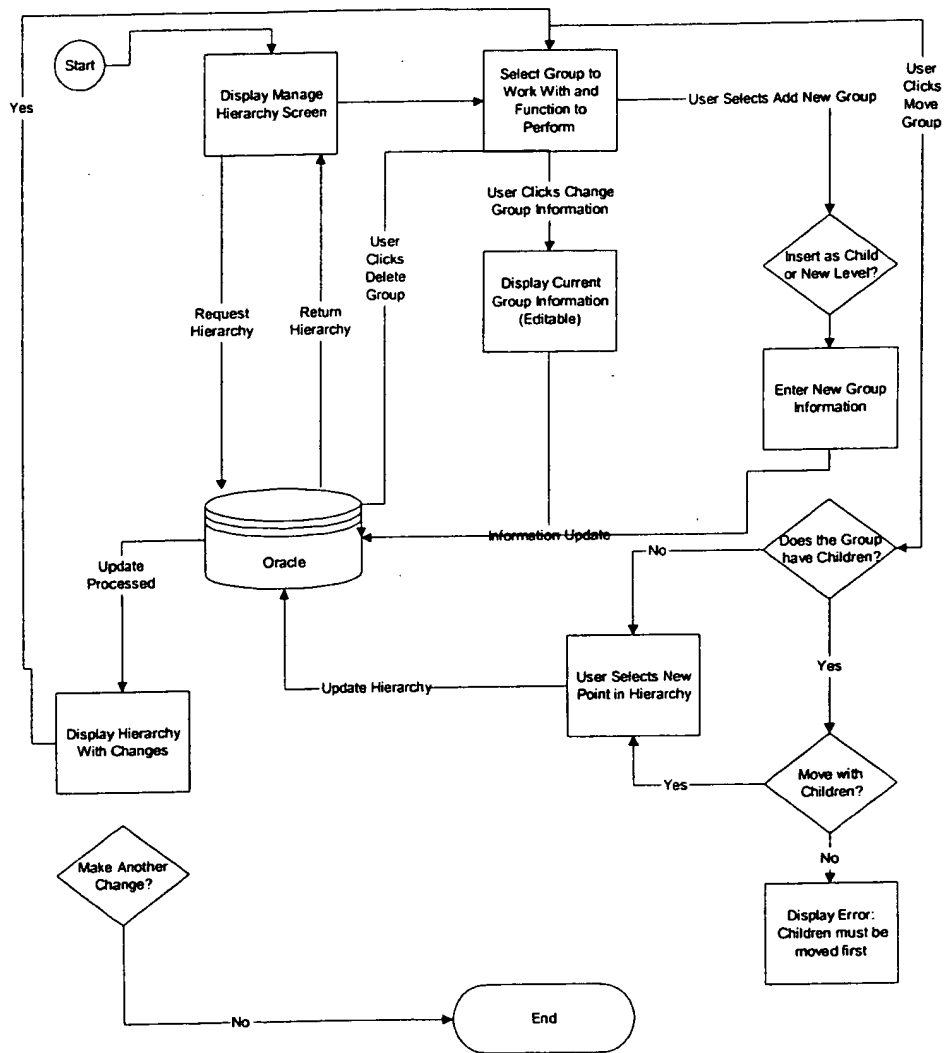 Start
Yes
Display Manage
Hierarchy Screen
Select Group to
Work With and
Function to
Perform
User Selects Add New Group
User
Clicks
Move
Group
User Clicks Change
Group Information
User
Clicks
Delete
Group
Insert as Child
or New Level?
Display Current
Group Information
(Editable)
Request
Hierarchy
Return
Hierarchy
Enter New Group
Information
Information Update
Oracle
Does the Group
have Children?
No
Update
Processed
Yes
User Selects New
Point in Hierarchy
Update Hierarchy
Display Hierarchy
With Changes
Move with
Children?
Yes
No
Make Another
Change?
Display Error:
Children must be
moved first
No
End